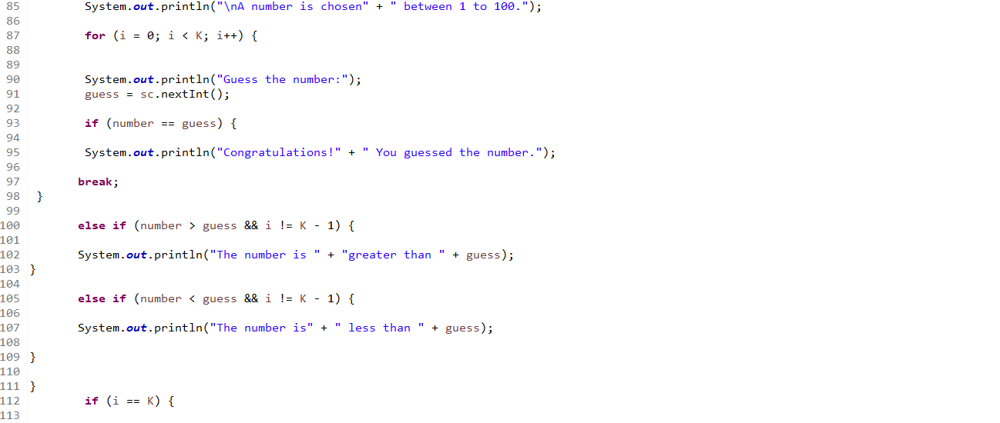 85 System.out.println("\nA number is chosen" + " between 1 to 100.");
86
87 for (i = 0; i < K; i++) {
88
89
90 System.out.println("Guess the number:");
91 guess = sc.nextInt();
92
93 if (number == guess) {
94
95 System.out.println("Congratulations!" + " You guessed the number.");
96
97 break;
98 }
99
100 else if (number > guess && i != K - 1) {
101
102 System.out.println("The number is " + "greater than " + guess);
103 }
104
105 else if (number < guess && i != K - 1) {
106
107 System.out.println("The number is" + " less than " + guess);
108
109 }
110
111 }
112 if (i == K) {
113